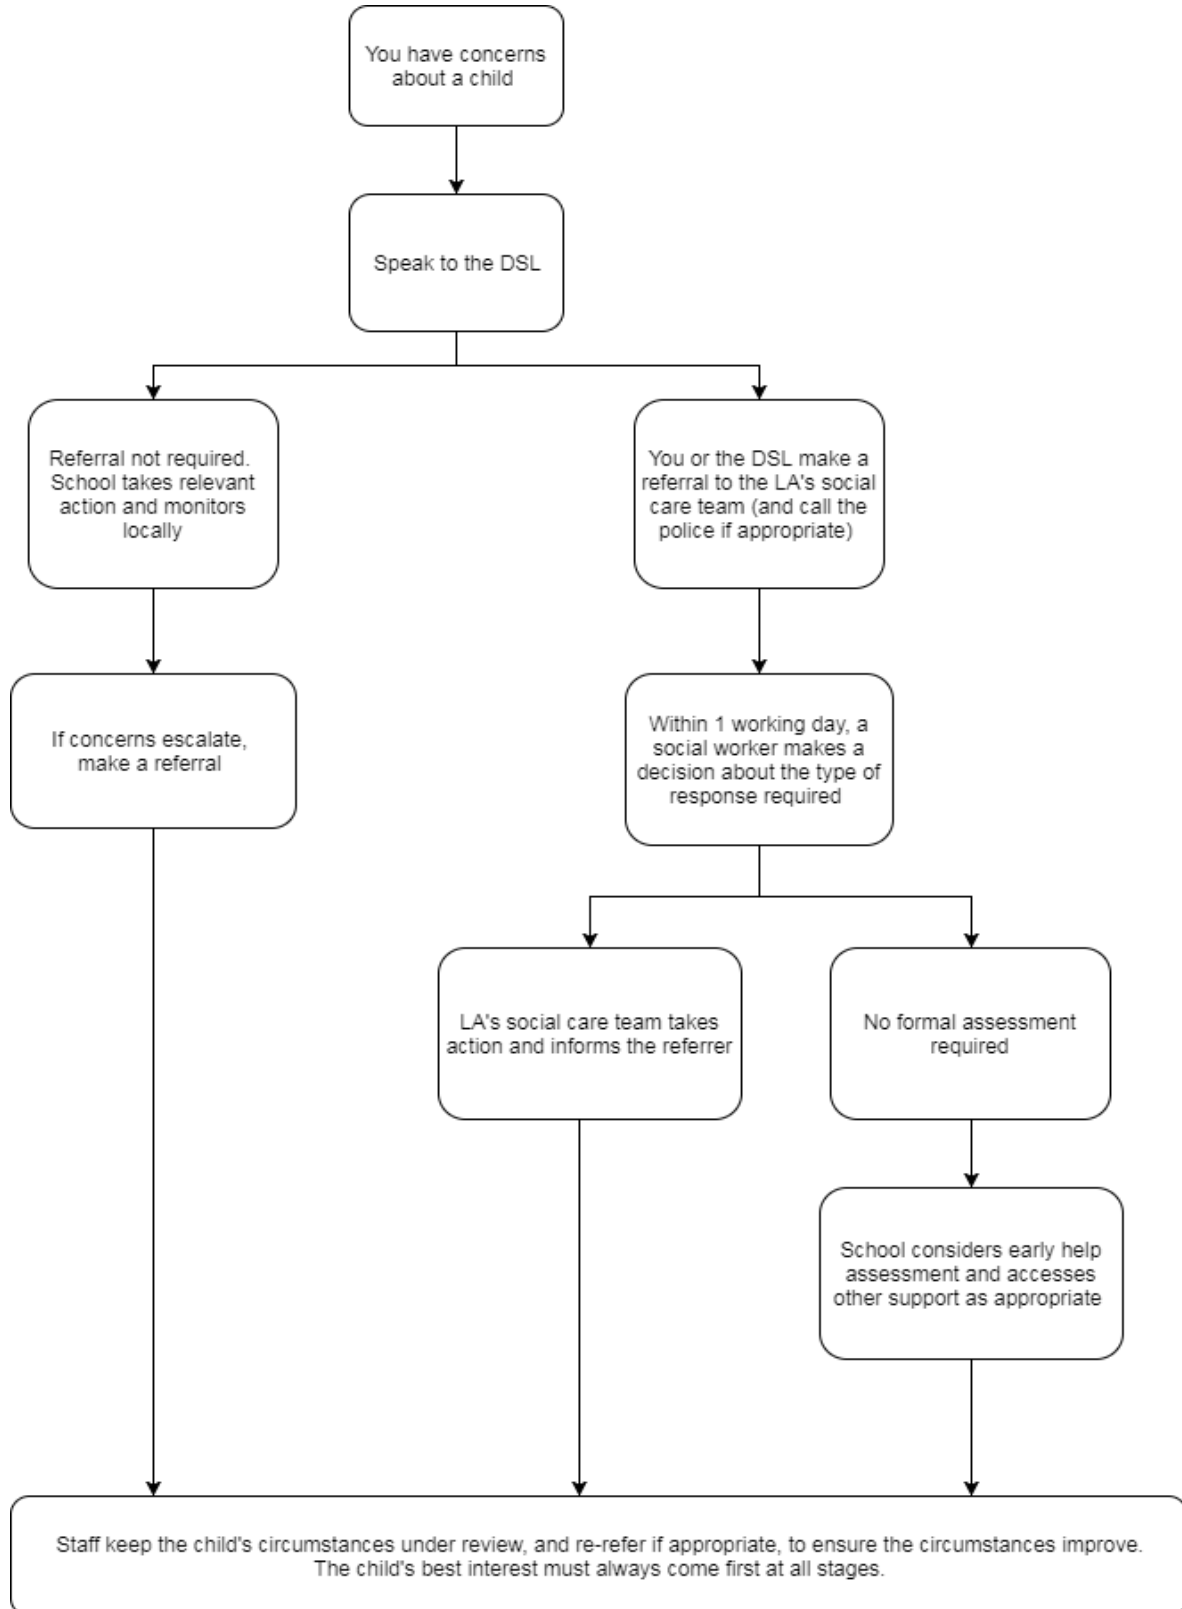 You have concerns
about a child
Speak to the DSL
Referral not required.
School takes relevant
action and monitors
locally
You or the DSL make a
referral to the LA's social
care team (and call the
police if appropriate)
If concerns escalate,
make a referral
Within 1 working day, a
social worker makes a
decision about the type of
response required
LA's social care team takes
action and informs the referrer
No formal assessment
required
School considers early help
assessment and accesses
other support as appropriate
Staff keep the child's circumstances under review, and re-refer if appropriate, to ensure the circumstances improve.
The child's best interest must always come first at all stages.